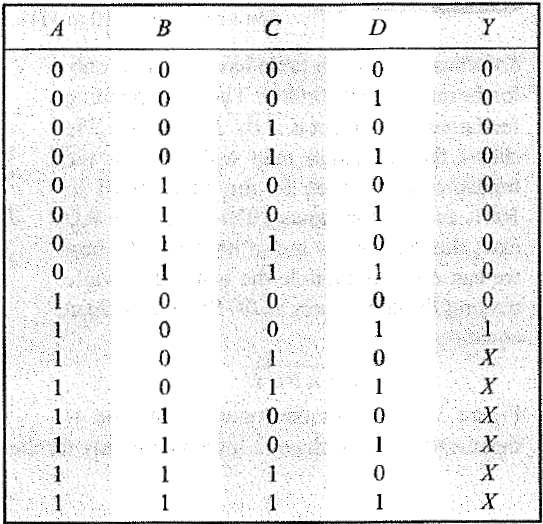 A B C D Y
0 0 0 0 0
0 0 0 1 0
0 0 1 0 0
0 0 1 1 0
0 1 0 0 0
0 1 0 1 0
0 1 1 0 0
0 1 1 1 0
1 0 0 0 0
1 0 0 1 1
1 0 1 0 X
1 0 1 1 X
1 1 0 0 X
1 1 0 1 X
1 1 1 0 X
1 1 1 1 X